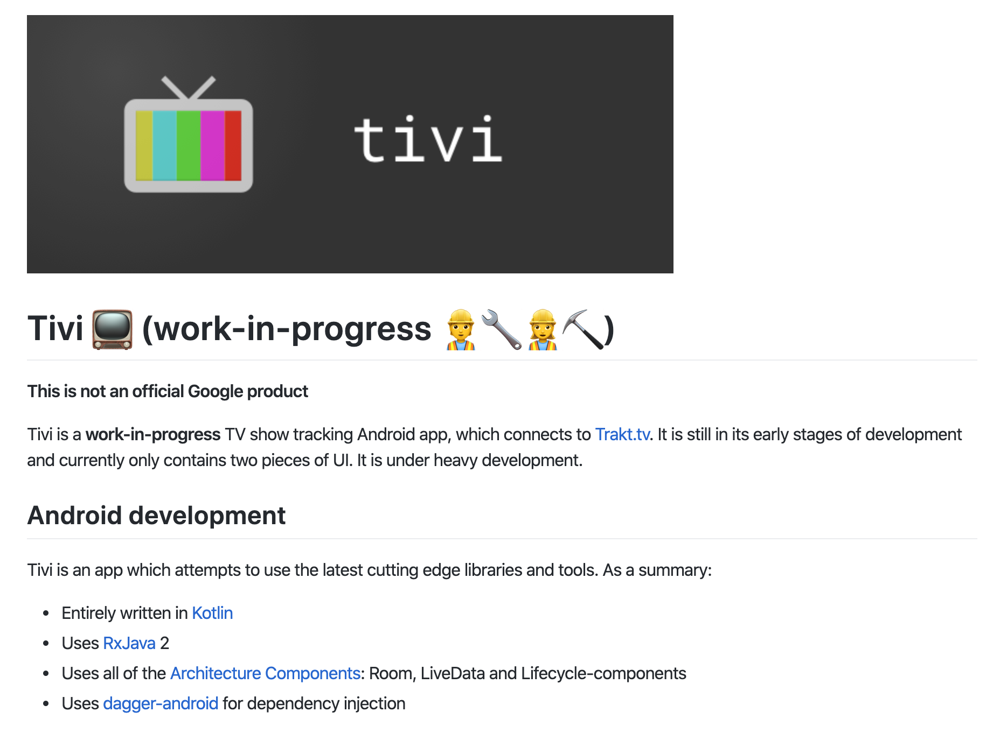 tivi
Tivi 📺 (work-in-progress 👷🔧👷‍♀️⛏)
This is not an official Google product
Tivi is a work-in-progress TV show tracking Android app, which connects to Trakt.tv. It is still in its early stages of development
and currently only contains two pieces of UI. It is under heavy development.
Android development
Tivi is an app which attempts to use the latest cutting edge libraries and tools. As a summary:
• Entirely written in Kotlin
• Uses RxJava 2
• Uses all of the Architecture Components: Room, LiveData and Lifecycle-components
• Uses dagger-android for dependency injection